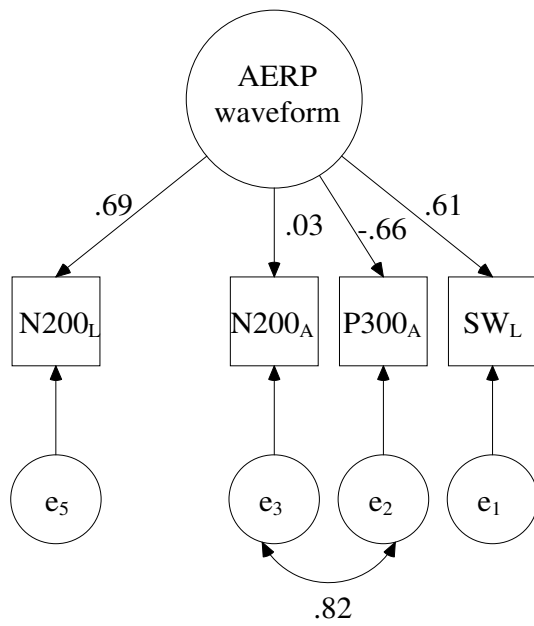 AERP
waveform
.69
.03
-.66
.61
N200L
N200A
P300A
SWL
e5
e3
e2
e1
.82